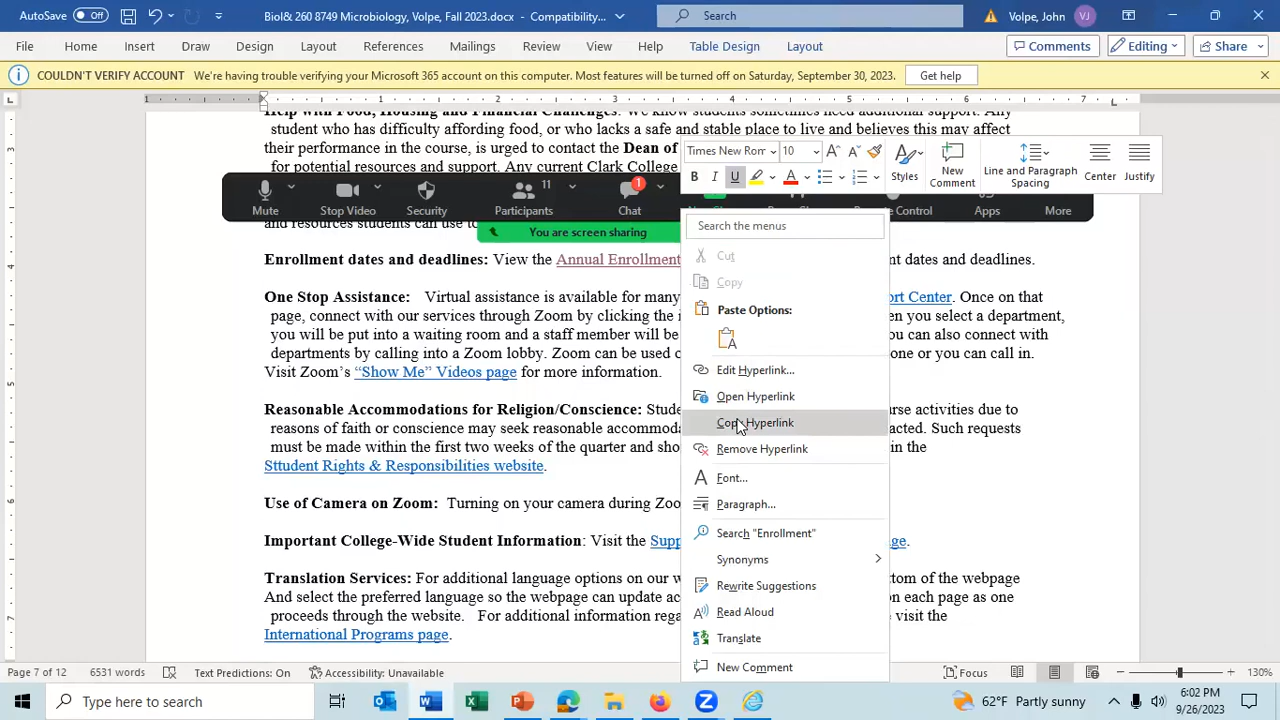 AutoSave Off Biol& 260 8749 Microbiology, Volpe, Fall 2023.docx - Compatibility... Search Volpe, John VJ
File Home Insert Draw Design Layout References Mailings Review View Help Table Design Layout Comments Editing Share
COULDN'T VERIFY ACCOUNT We're having trouble verifying your Microsoft 365 account on this computer. Most features will be turned off on Saturday, September 30, 2023. Get help
1 1 2 3 4 5 6 7
Help with Food, Housing and Financial Challenges: We know students sometimes need additional support. Any
student who has difficulty affording food, or who lacks a safe and stable place to live and believes this may affect
their performance in the course, is urged to contact the Dean of
for potential resources and support. Any current Clark College
Times New Ror 10 A A Styles New Comment Line and Paragraph Spacing Center Justify
B I U A
Mute Stop Video Security Participants 11 Chat 1 Control Apps More
and resources students can use to
You are screen sharing
Enrollment dates and deadlines: View the Annual Enrollment nt dates and deadlines.
One Stop Assistance: Virtual assistance is available for many port Center. Once on that
page, connect with our services through Zoom by clicking the en you select a department,
you will be put into a waiting room and a staff member will be u can also connect with
departments by calling into a Zoom lobby. Zoom can be used one or you can call in.
Visit Zoom's “Show Me” Videos page for more information.
Reasonable Accommodations for Religion/Conscience: Stude urse activities due to
reasons of faith or conscience may seek reasonable accommoda acted. Such requests
must be made within the first two weeks of the quarter and sho in the
Sttudent Rights & Responsibilities website.
Use of Camera on Zoom: Turning on your camera during Zoo
Important College-Wide Student Information: Visit the Supp age.
Translation Services: For additional language options on our w ottom of the webpage
And select the preferred language so the webpage can update ac on each page as one
proceeds through the website. For additional information rega e visit the
International Programs page.
Search the menus
Cut
Copy
Paste Options:
A
Edit Hyperlink...
Open Hyperlink
Copy Hyperlink
Remove Hyperlink
Font...
Paragraph...
Search "Enrollment"
Synonyms
Rewrite Suggestions
Read Aloud
Translate
New Comment
Page 7 of 12 6531 words Text Predictions: On Accessibility: Unavailable Focus 130%
Type here to search 62°F Partly sunny 6:02 PM
9/26/2023